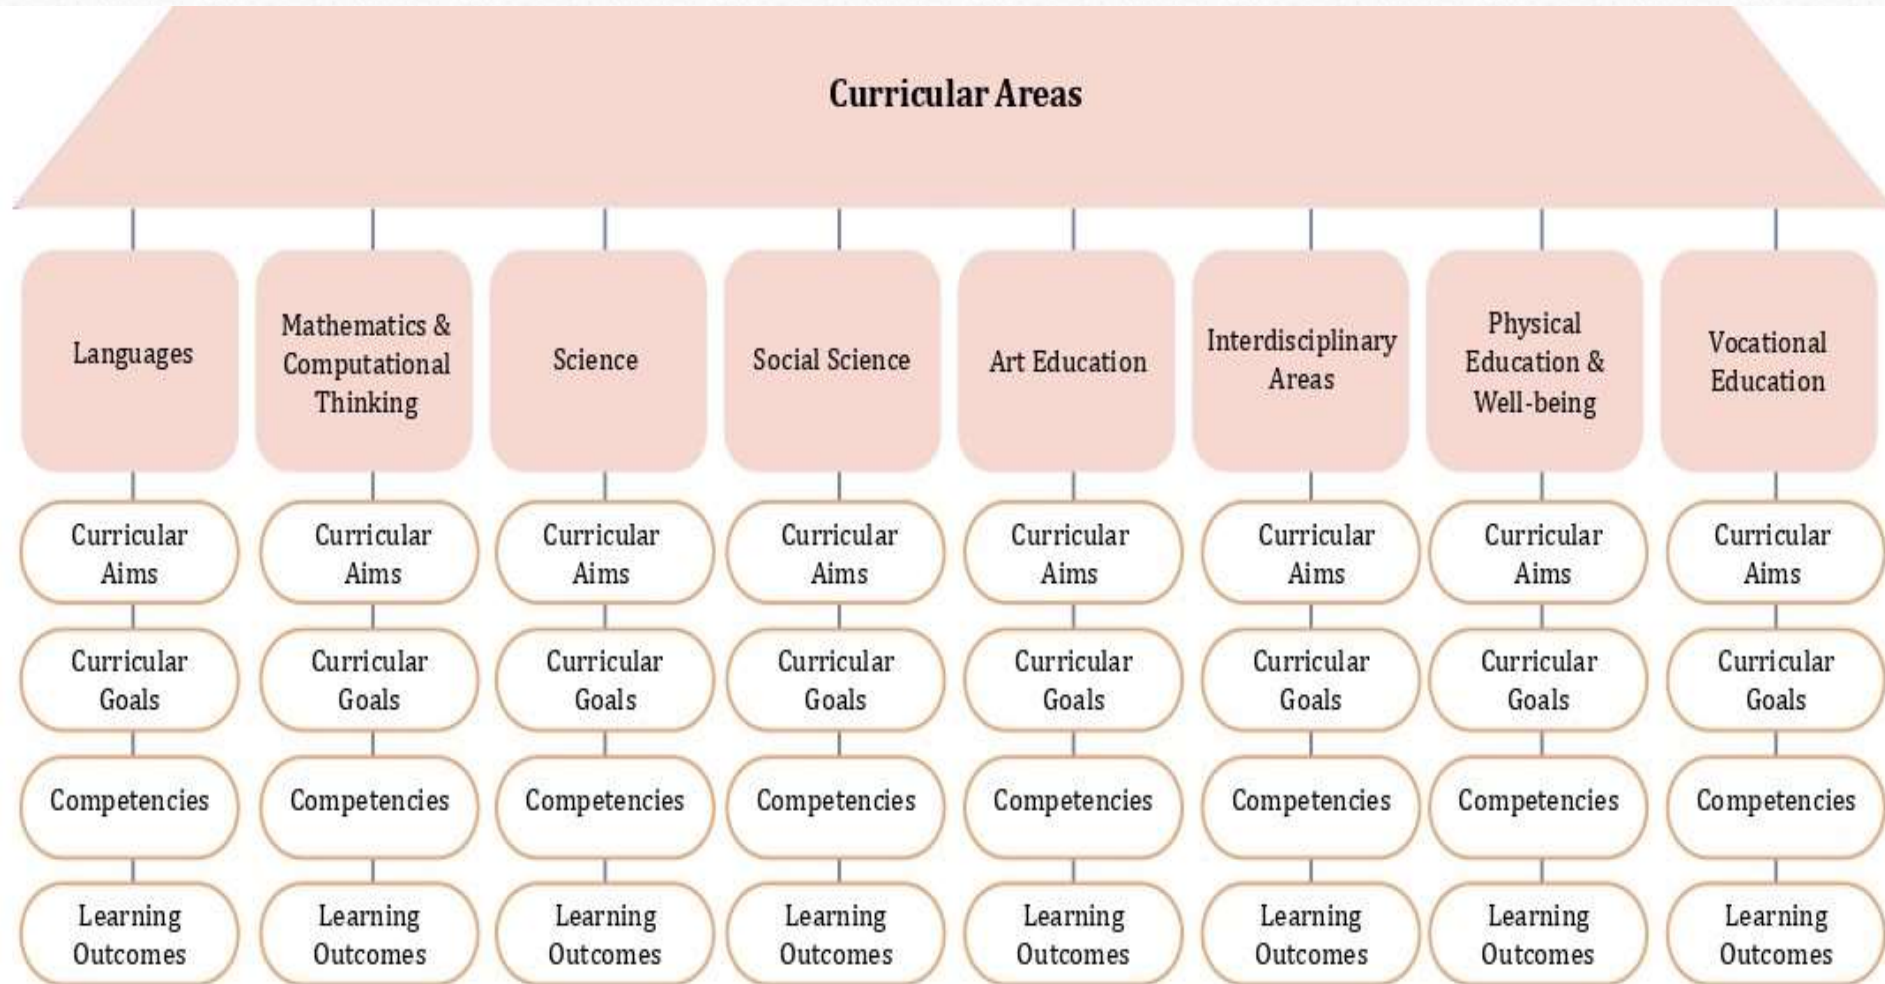 Curricular Areas
Languages
Mathematics &
Computational
Thinking
Science
Social Science
Art Education
Interdisciplinary
Areas
Physical
Education &
Well-being
Vocational
Education
Curricular
Aims
Curricular
Aims
Curricular
Aims
Curricular
Aims
Curricular
Aims
Curricular
Aims
Curricular
Aims
Curricular
Aims
Curricular
Goals
Curricular
Goals
Curricular
Goals
Curricular
Goals
Curricular
Goals
Curricular
Goals
Curricular
Goals
Curricular
Goals
Competencies
Competencies
Competencies
Competencies
Competencies
Competencies
Competencies
Competencies
Learning
Outcomes
Learning
Outcomes
Learning
Outcomes
Learning
Outcomes
Learning
Outcomes
Learning
Outcomes
Learning
Outcomes
Learning
Outcomes